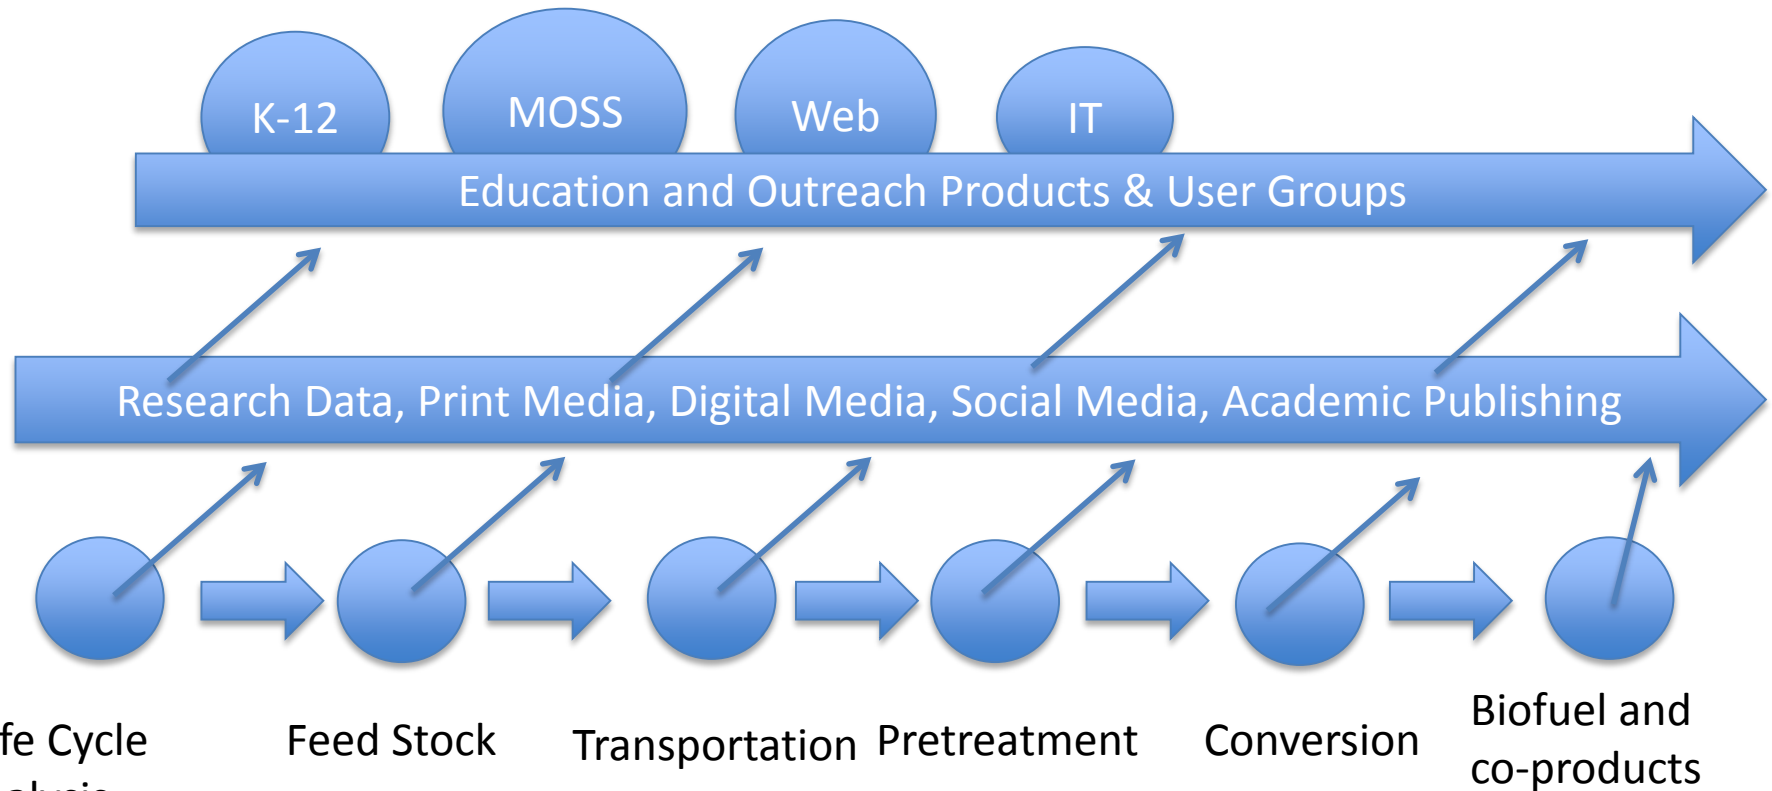 K-12
MOSS
Web
IT
Education and Outreach Products & User Groups
Research Data, Print Media, Digital Media, Social Media, Academic Publishing
fe Cycle
Feed Stock
Transportation
Pretreatment
Conversion
Biofuel and
co-products